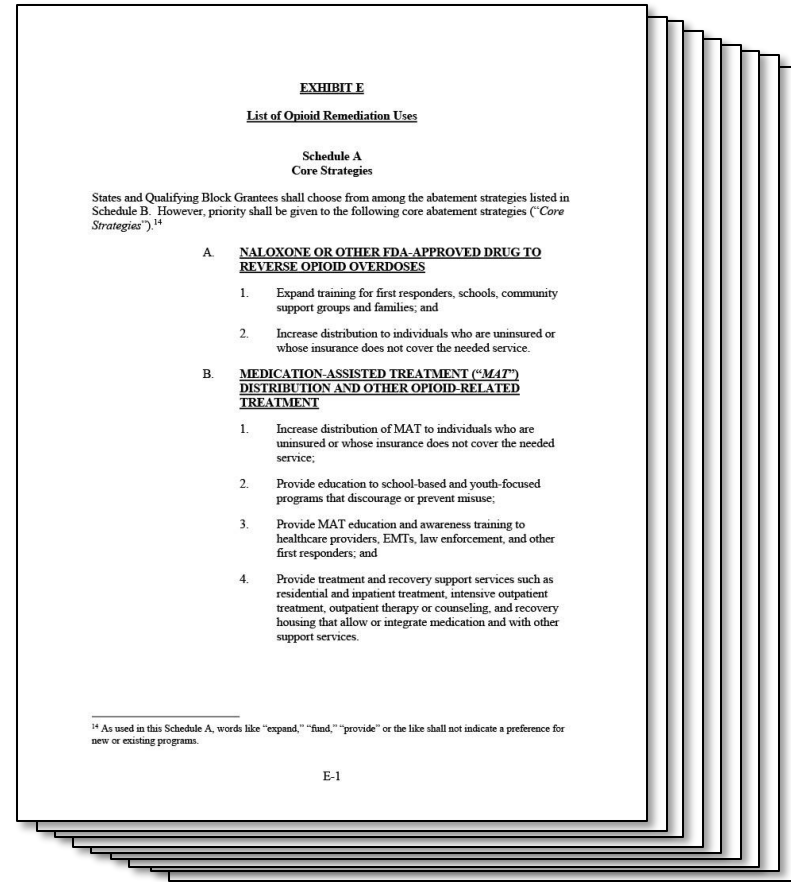 EXHIBIT E
List of Opioid Remediation Uses
Schedule A
Core Strategies
States and Qualifying Block Grantees shall choose from among the abatement strategies listed in
Schedule B. However, priority shall be given to the following core abatement strategies (“Core
Strategies”).14
A. NALOXONE OR OTHER FDA-APPROVED DRUG TO
REVERSE OPIOID OVERDOSES
1. Expand training for first responders, schools, community
support groups and families; and
2. Increase distribution to individuals who are uninsured or
whose insurance does not cover the needed service.
B. MEDICATION-ASSISTED TREATMENT (“MAT”)
DISTRIBUTION AND OTHER OPIOID-RELATED
TREATMENT
1. Increase distribution of MAT to individuals who are
uninsured or whose insurance does not cover the needed
service;
2. Provide education to school-based and youth-focused
programs that discourage or prevent misuse;
3. Provide MAT education and awareness training to
healthcare providers, EMTs, law enforcement, and other
first responders; and
4. Provide treatment and recovery support services such as
residential and inpatient treatment, intensive outpatient
treatment, outpatient therapy or counseling, and recovery
housing that allow or integrate medication and with other
support services.
14 As used in this Schedule A, words like “expand,” “fund,” “provide” or the like shall not indicate a preference for
new or existing programs.
E-1